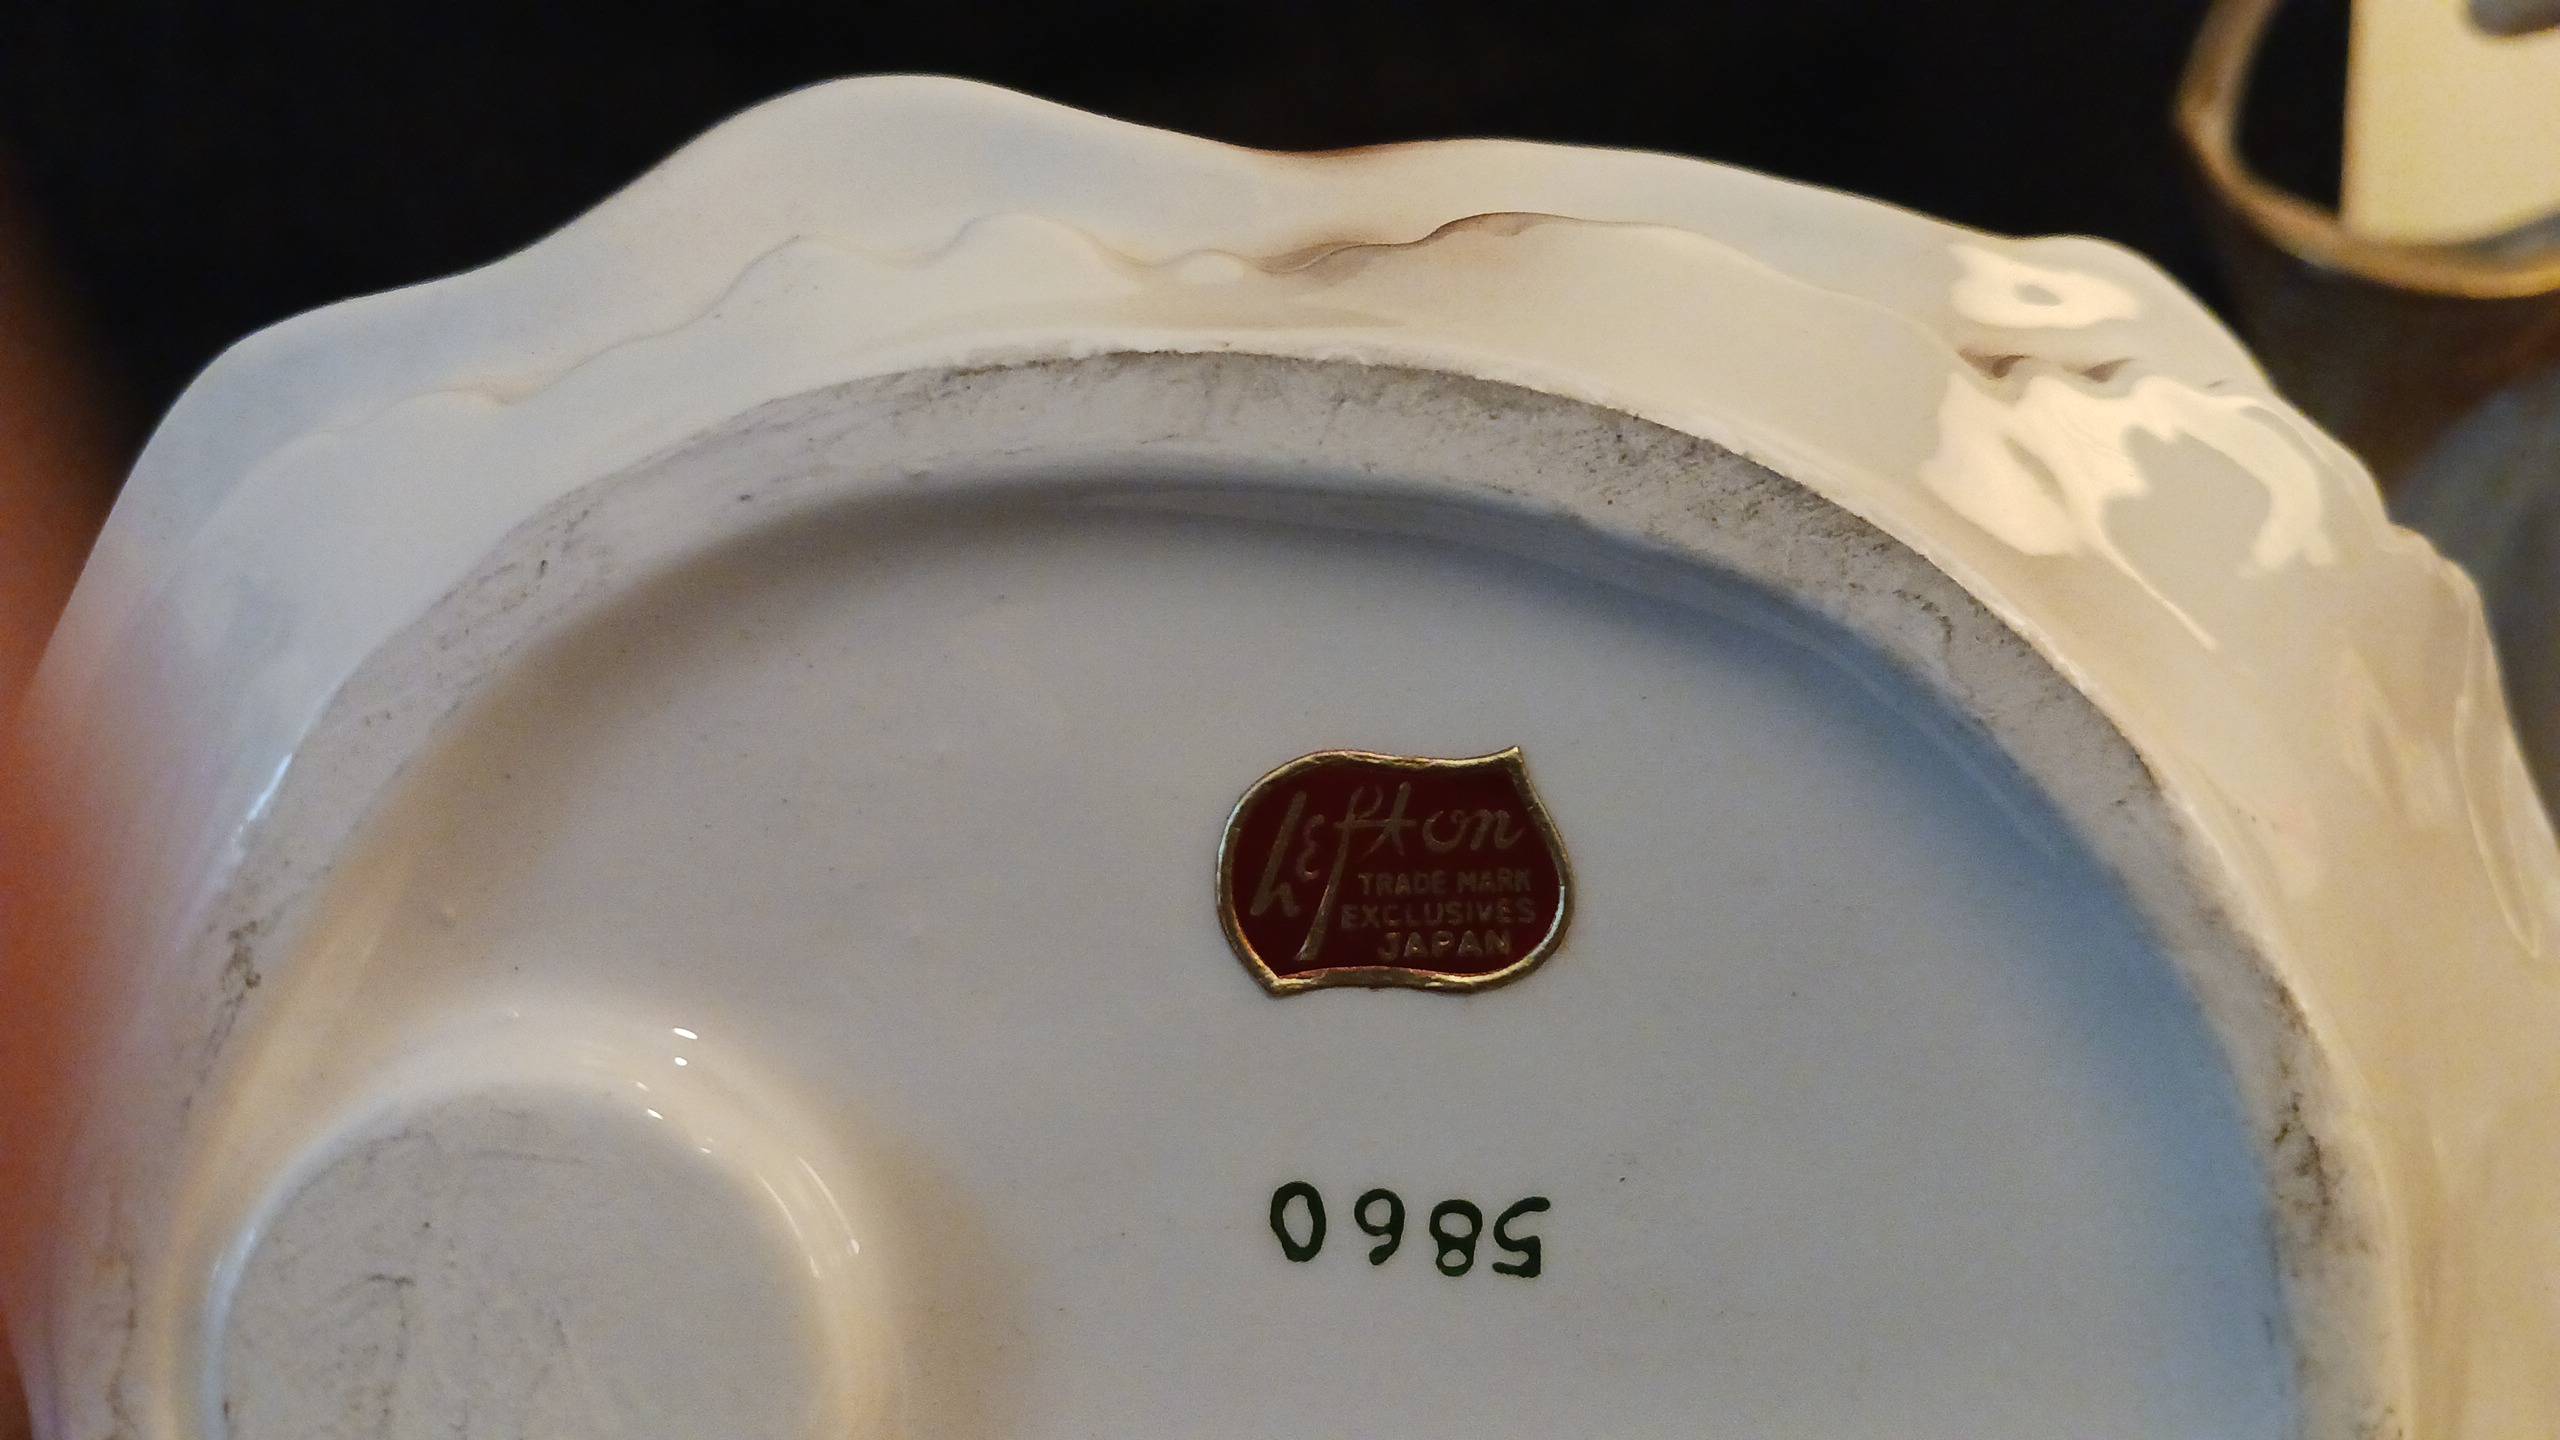 Lefton
TRADE MARK
EXCLUSIVES
JAPAN
5860